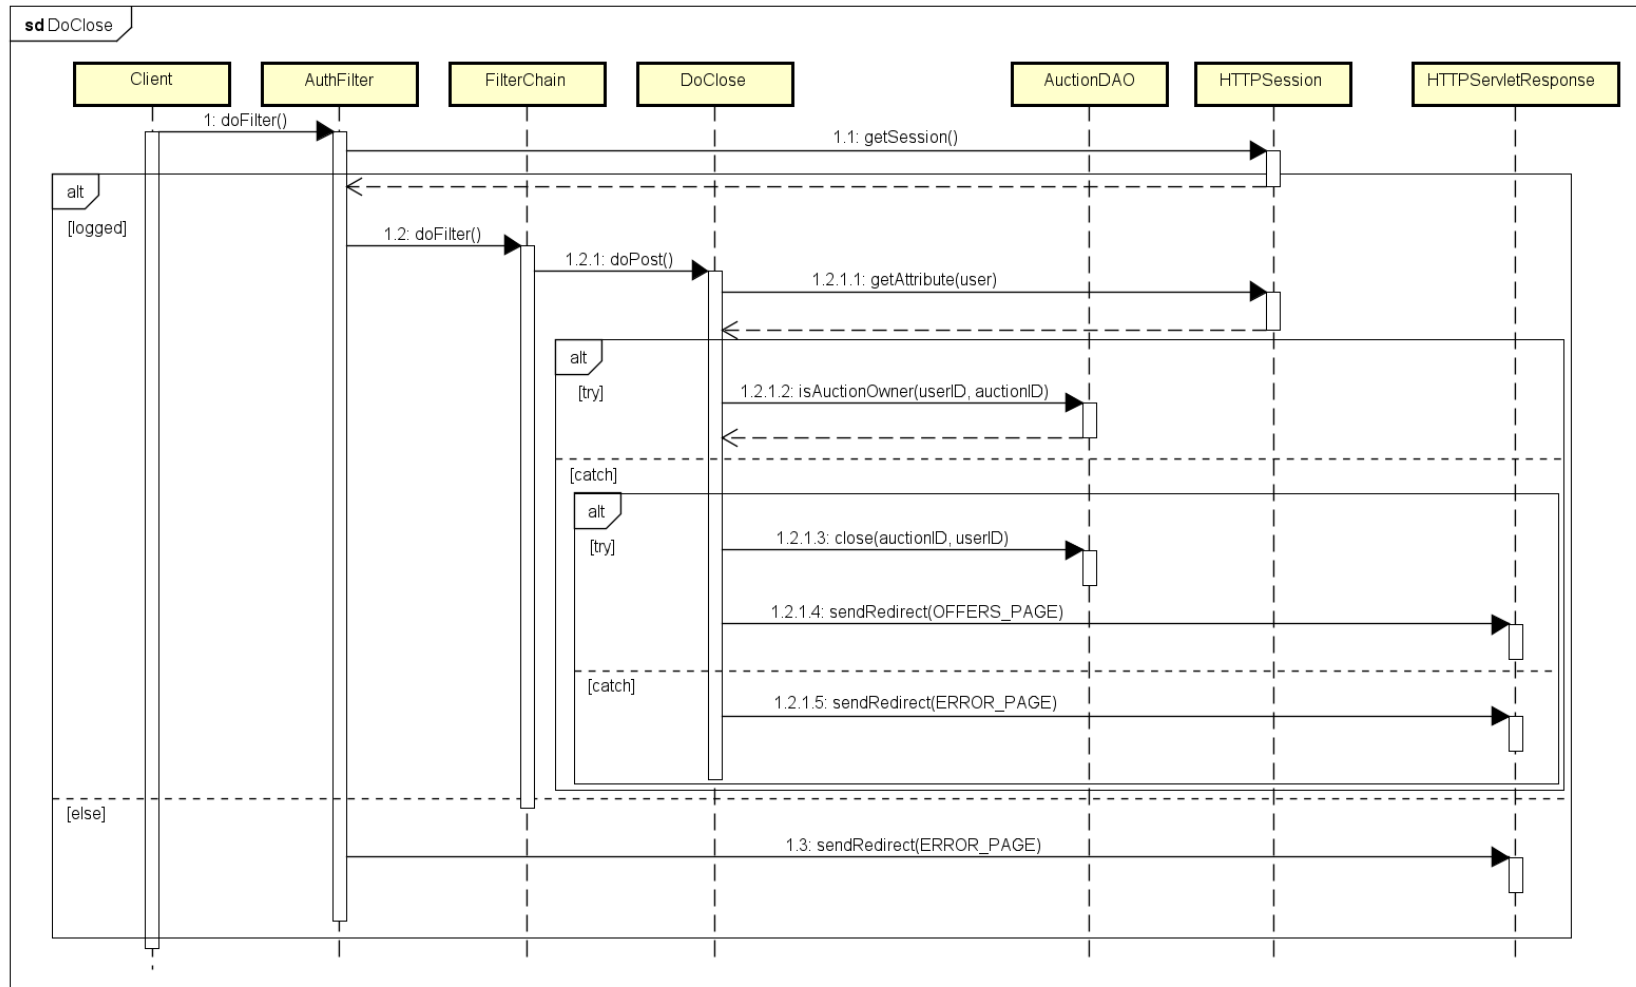 sd DoClose
Client
AuthFilter
FilterChain
DoClose
AuctionDAO
HTTPSession
HTTPServletResponse
1: doFilter()
1.1: getSession()
alt
[logged]
1.2: doFilter()
1.2.1: doPost()
1.2.1.1: getAttribute(user)
alt
[try]
1.2.1.2: isAuctionOwner(userID, auctionID)
[catch]
alt
[try]
1.2.1.3: close(auctionID, userID)
1.2.1.4: sendRedirect(OFFERS_PAGE)
[catch]
1.2.1.5: sendRedirect(ERROR_PAGE)
[else]
1.3: sendRedirect(ERROR_PAGE)